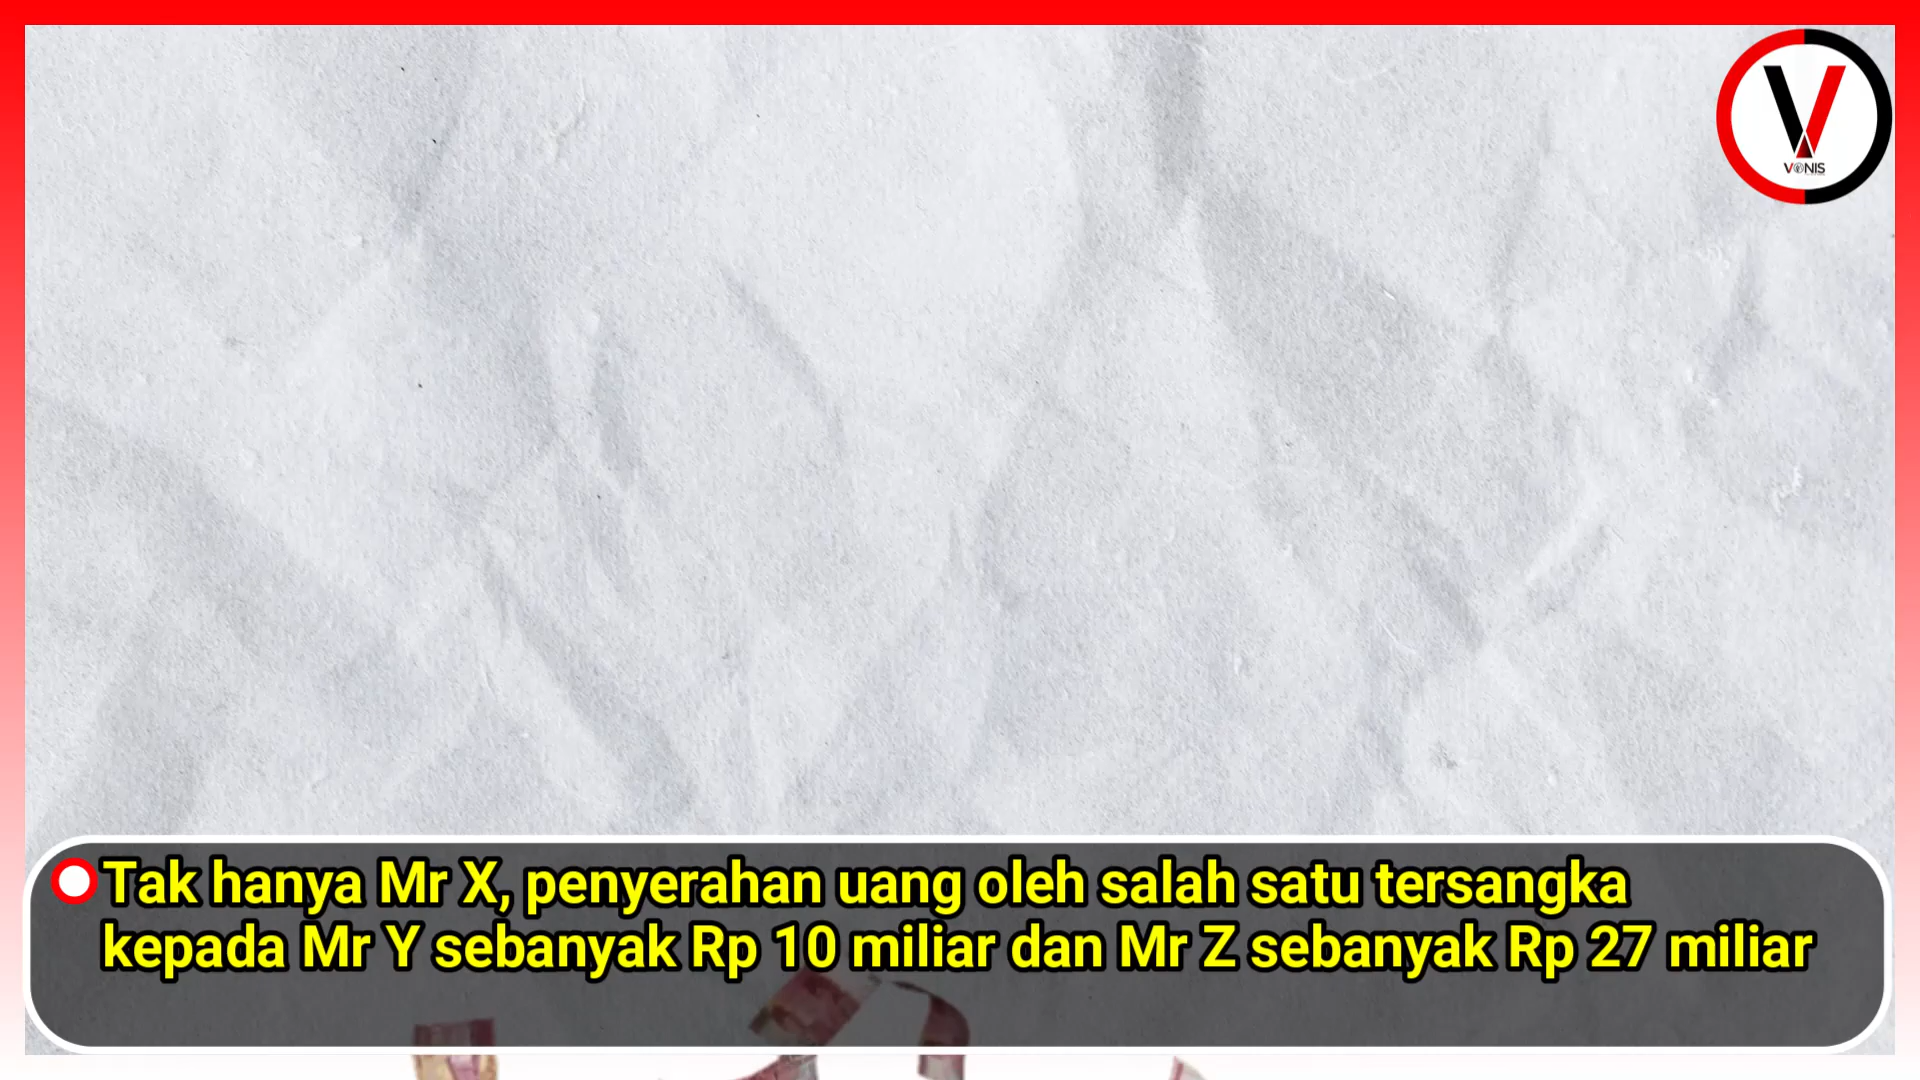 VONIS
Tak hanya Mr X, penyerahan uang oleh salah satu tersangka
kepada Mr Y sebanyak Rp 10 miliar dan Mr Z sebanyak Rp 27 miliar